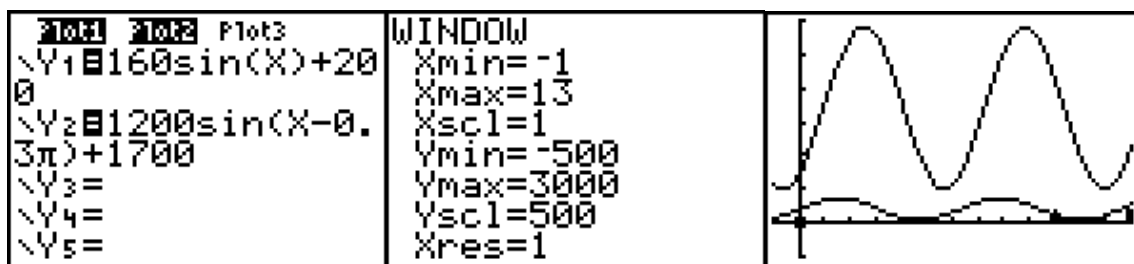 Plot1 Plot2 Plot3
\Y₁=160sin(X)+20
0
\Y₂=1200sin(X-0.
3π)+1700
\Y₃=
\Y₄=
\Y₅=
WINDOW
Xmin=-1
Xmax=13
Xscl=1
Ymin=-500
Ymax=3000
Yscl=500
Xres=1